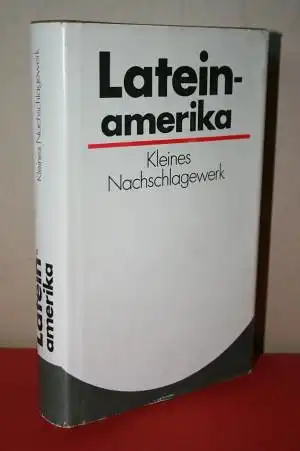 Latein-
amerika
Kleines
Nachschlagewerk
Kleines Nachschlagewerk
Latein-
amerika